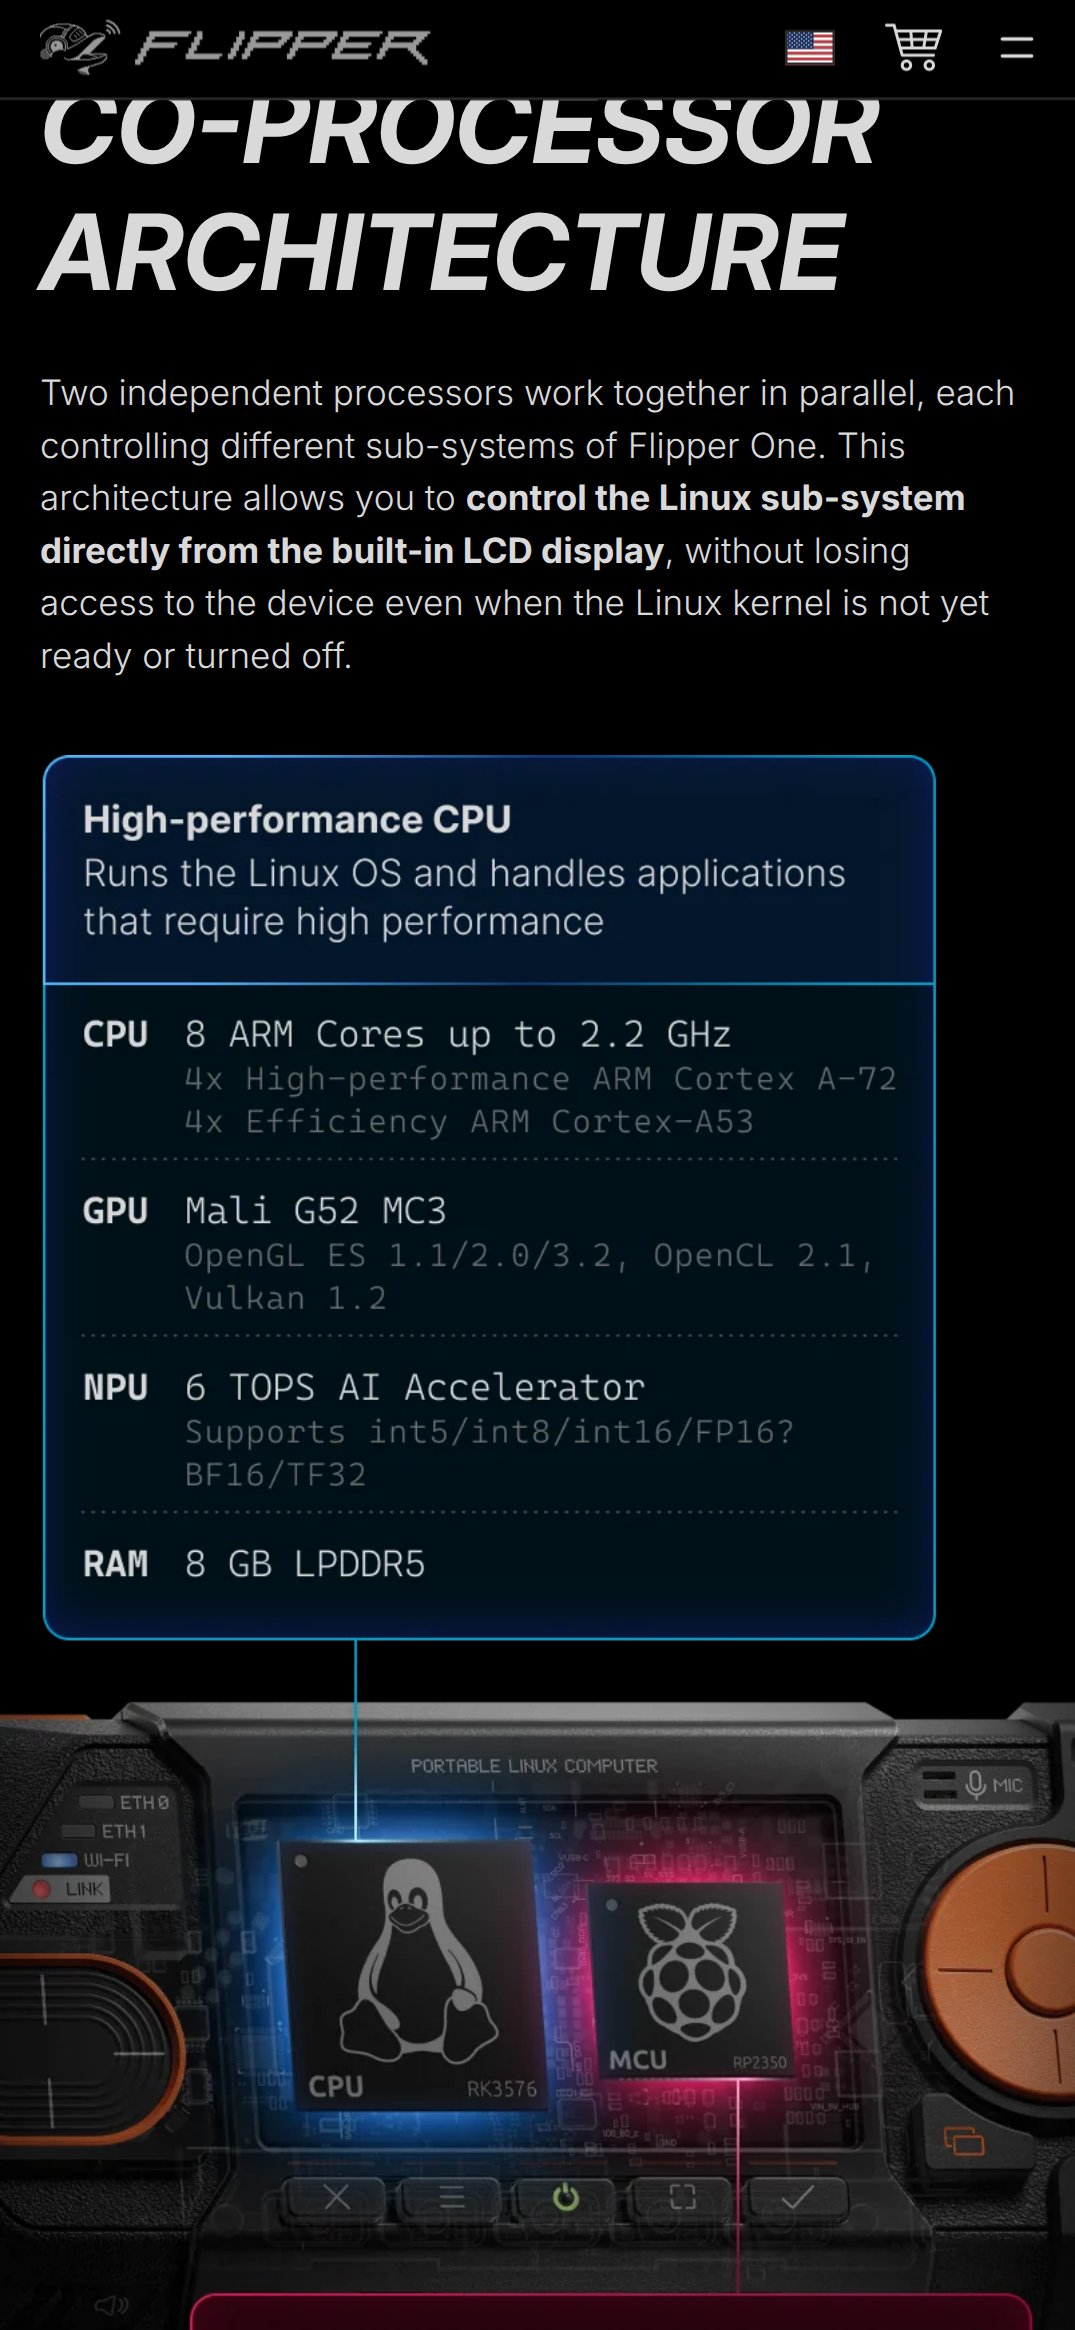 FLIPPER
CO-PROCESSOR
ARCHITECTURE
Two independent processors work together in parallel, each
controlling different sub-systems of Flipper One. This
architecture allows you to control the Linux sub-system
directly from the built-in LCD display, without losing
access to the device even when the Linux kernel is not yet
ready or turned off.
High-performance CPU
Runs the Linux OS and handles applications
that require high performance
CPU 8 ARM Cores up to 2.2 GHz
4x High-performance ARM Cortex A-72
4x Efficiency ARM Cortex-A53
GPU Mali G52 MC3
OpenGL ES 1.1/2.0/3.2, OpenCL 2.1,
Vulkan 1.2
NPU 6 TOPS AI Accelerator
Supports int5/int8/int16/FP16?
BF16/TF32
RAM 8 GB LPDDR5
PORTABLE LINUX COMPUTER
MIC
ETH0
ETH1
WI-FI
LINK
CPU RK3576
MCU RP2350